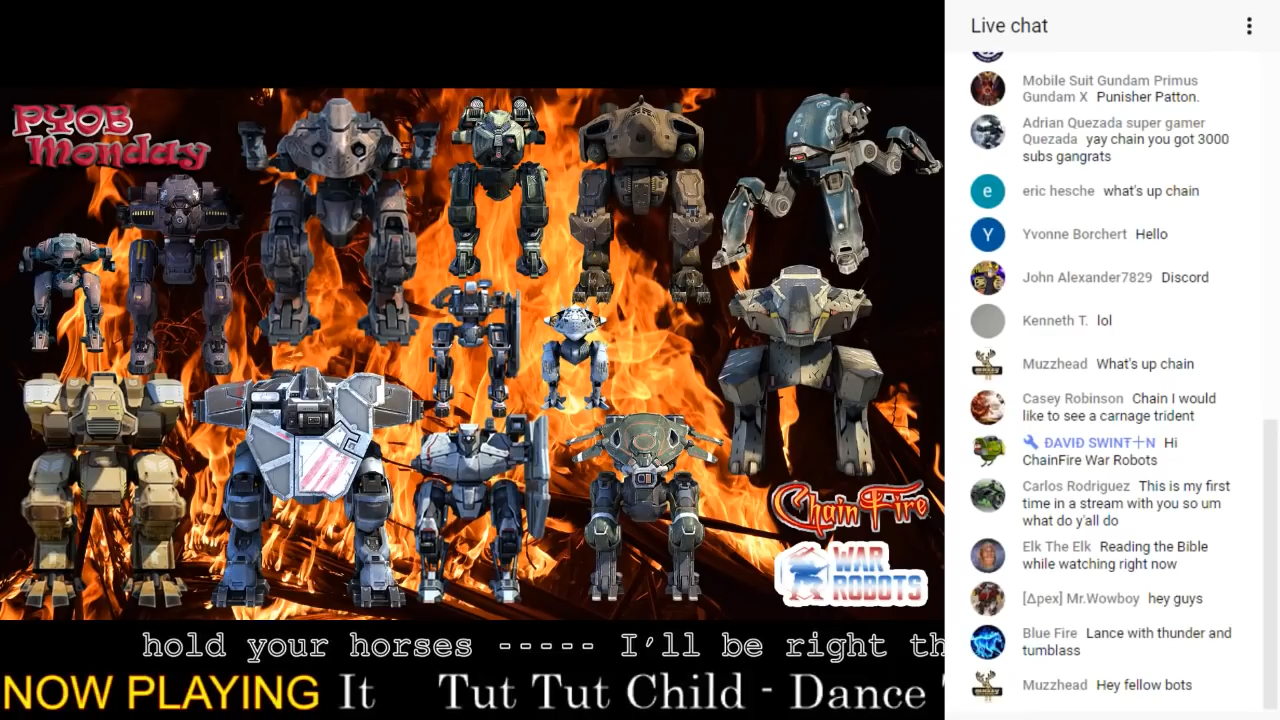 PYOB
Monday
Chain Fire
WAR
ROBOTS
hold your horses ----- I'll be right th
NOW PLAYING It Tut Tut Child - Dance
Live chat
Mobile Suit Gundam Primus
Gundam X Punisher Patton.
Adrian Quezada super gamer
Quezada yay chain you got 3000
subs gangrats
e
eric hesche what's up chain
Y
Yvonne Borchert Hello
John Alexander7829 Discord
Kenneth T. lol
Muzzhead What's up chain
Casey Robinson Chain I would
like to see a carnage trident
ĐAVIĐ SWINŦ┼N Hi
ChainFire War Robots
Carlos Rodriguez This is my first
time in a stream with you so um
what do y'all do
Elk The Elk Reading the Bible
while watching right now
[Δpex] Mr.Wowboy hey guys
Blue Fire Lance with thunder and
tumblass
Muzzhead Hey fellow bots